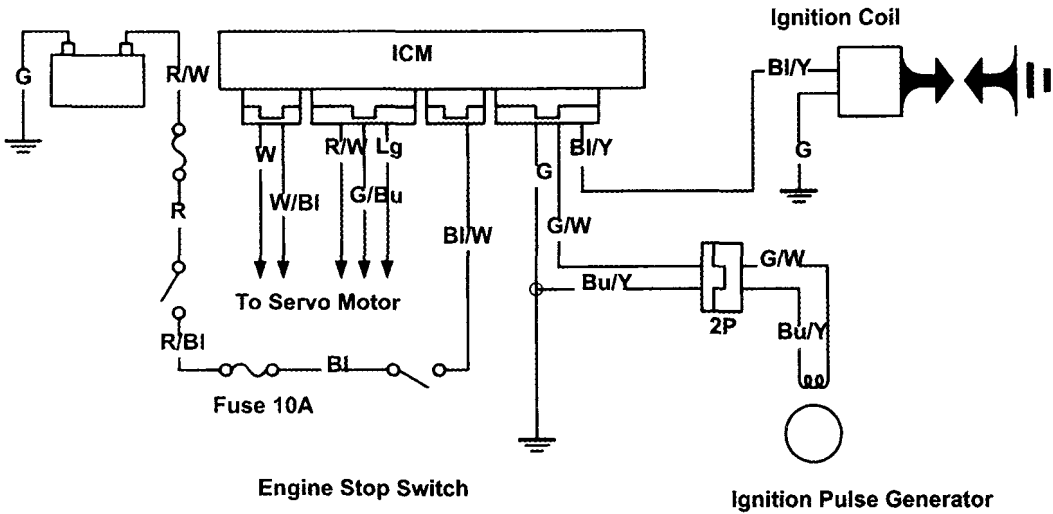 Ignition Coil
ICM
G
R/W
Bl/Y
W
R/W
Lg
G
Bl/Y
G
R
W/Bl
G/Bu
Bl/W
G/W
G/W
To Servo Motor
Bu/Y
2P
Bu/Y
R/Bl
Bl
Fuse 10A
Engine Stop Switch
Ignition Pulse Generator